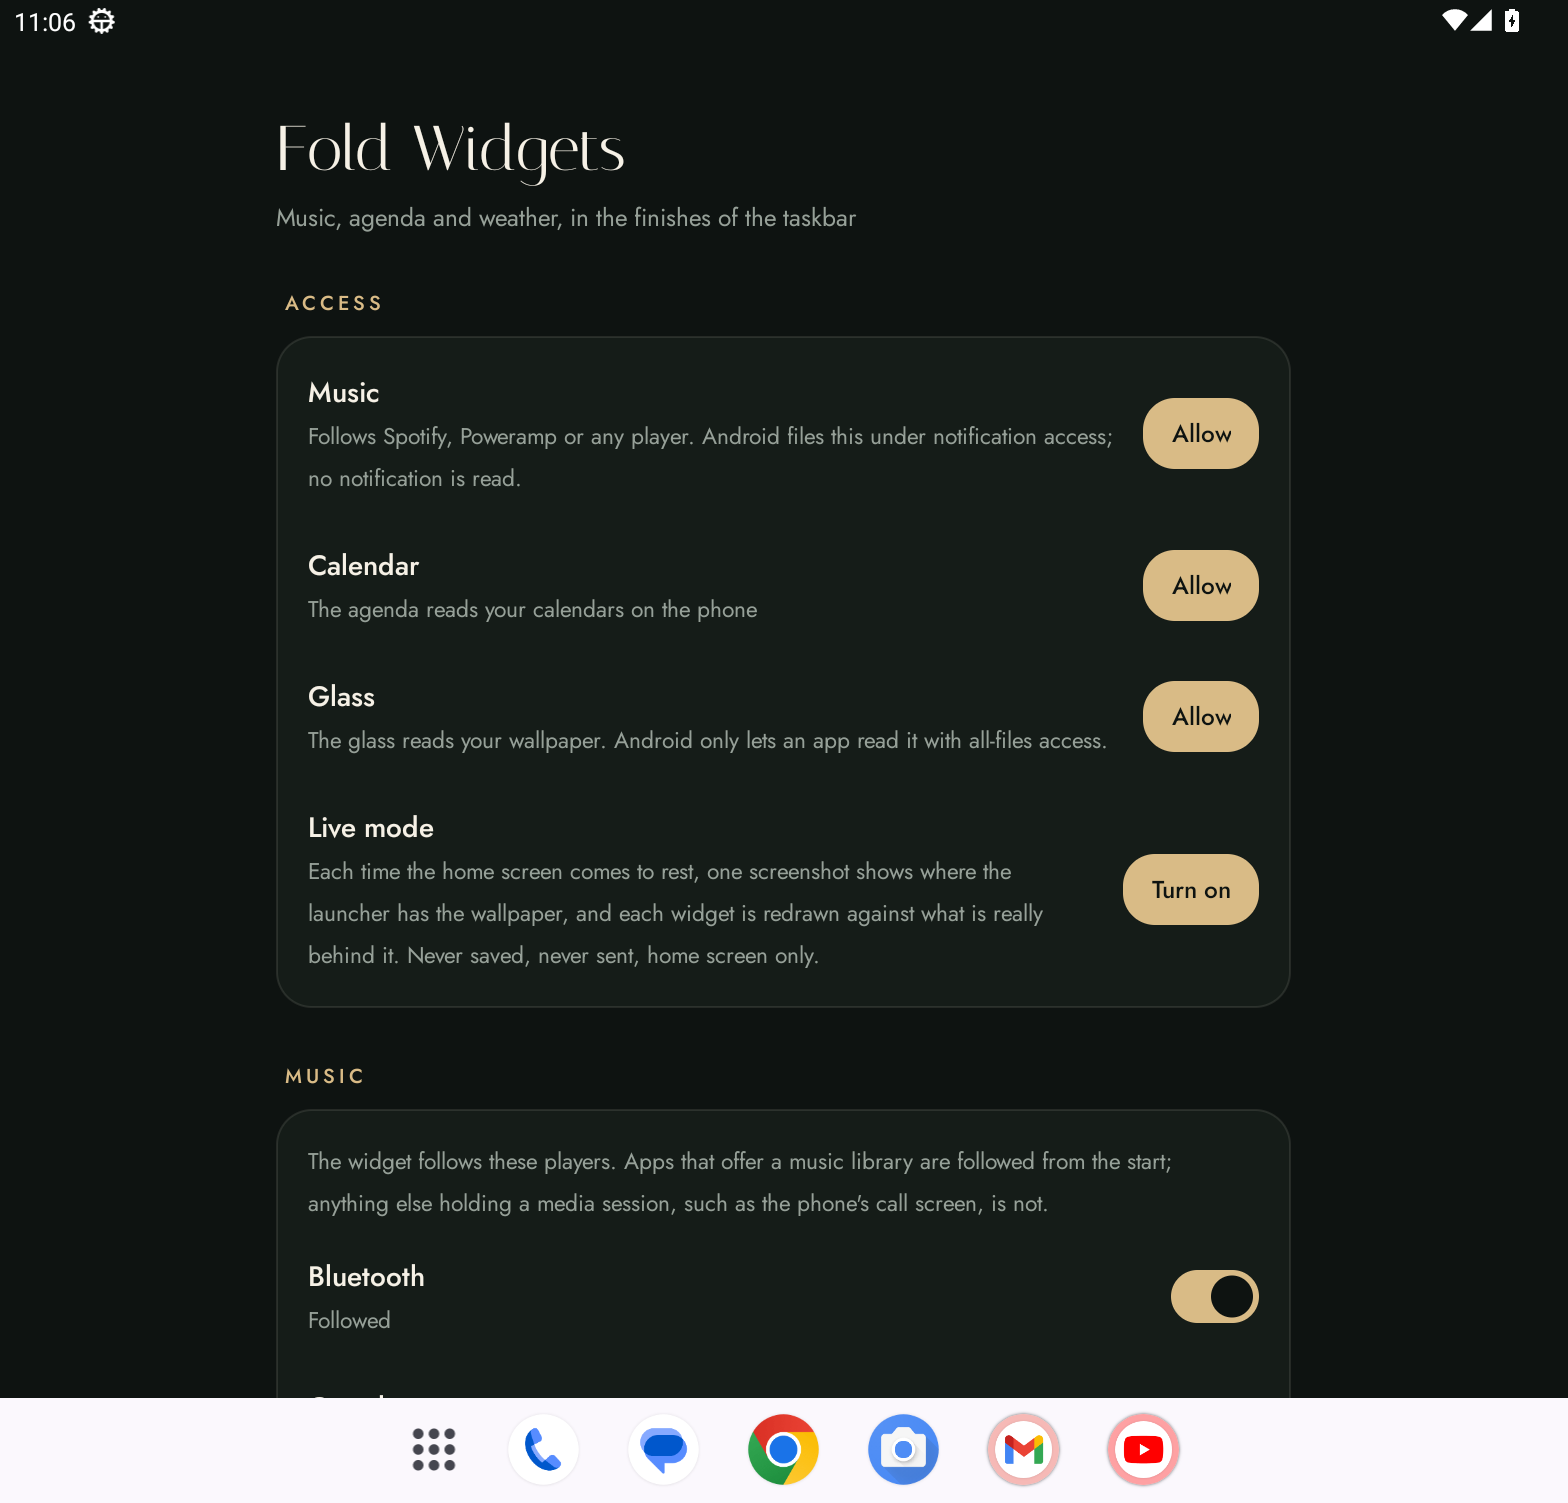 11:06
Fold Widgets
Music, agenda and weather, in the finishes of the taskbar
ACCESS
Music
Follows Spotify, Poweramp or any player. Android files this under notification access;
no notification is read.
Allow
Calendar
The agenda reads your calendars on the phone
Allow
Glass
The glass reads your wallpaper. Android only lets an app read it with all-files access.
Allow
Live mode
Each time the home screen comes to rest, one screenshot shows where the
launcher has the wallpaper, and each widget is redrawn against what is really
behind it. Never saved, never sent, home screen only.
Turn on
MUSIC
The widget follows these players. Apps that offer a music library are followed from the start;
anything else holding a media session, such as the phone's call screen, is not.
Bluetooth
Followed